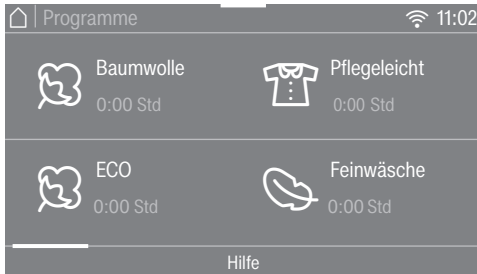 Programme 11:02
Baumwolle
0:00 Std
Pflegeleicht
0:00 Std
ECO
0:00 Std
Feinwäsche
0:00 Std
Hilfe